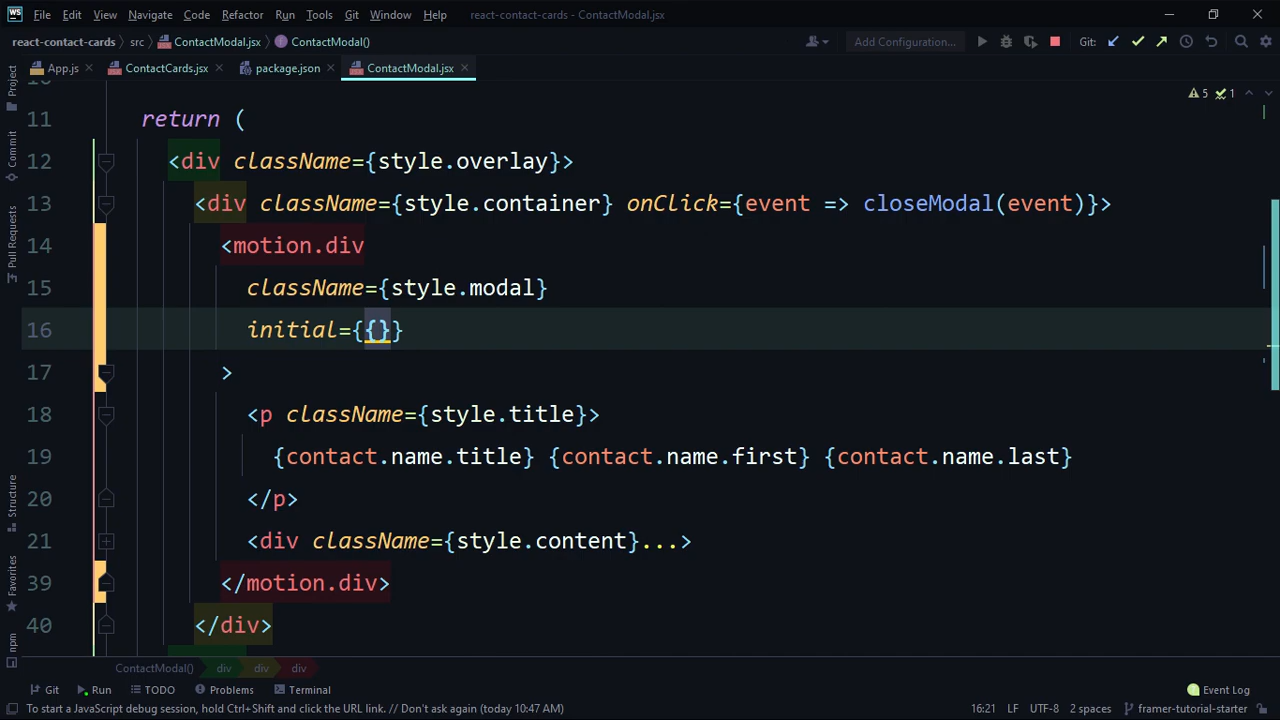 WS File Edit View Navigate Code Refactor Run Tools Git Window Help react-contact-cards - ContactModal.jsx
react-contact-cards src ContactModal.jsx ContactModal() Add Configuration... Git:
App.js ContactCards.jsx package.json ContactModal.jsx
5 1
11 return (
12 <div className={style.overlay}>
13 <div className={style.container} onClick={event => closeModal(event)}>
14 <motion.div
15 className={style.modal}
16 initial={{}}
17 >
18 <p className={style.title}>
19 {contact.name.title} {contact.name.first} {contact.name.last}
20 </p>
21 <div className={style.content}...>
39 </motion.div>
40 </div>
Project
Commit
Pull Requests
Structure
Favorites
npm
ContactModal() div div div
Git Run TODO Problems Terminal Event Log
To start a JavaScript debug session, hold Ctrl+Shift and click the URL link. // Don't ask again (today 10:47 AM) 16:21 LF UTF-8 2 spaces framer-tutorial-starter